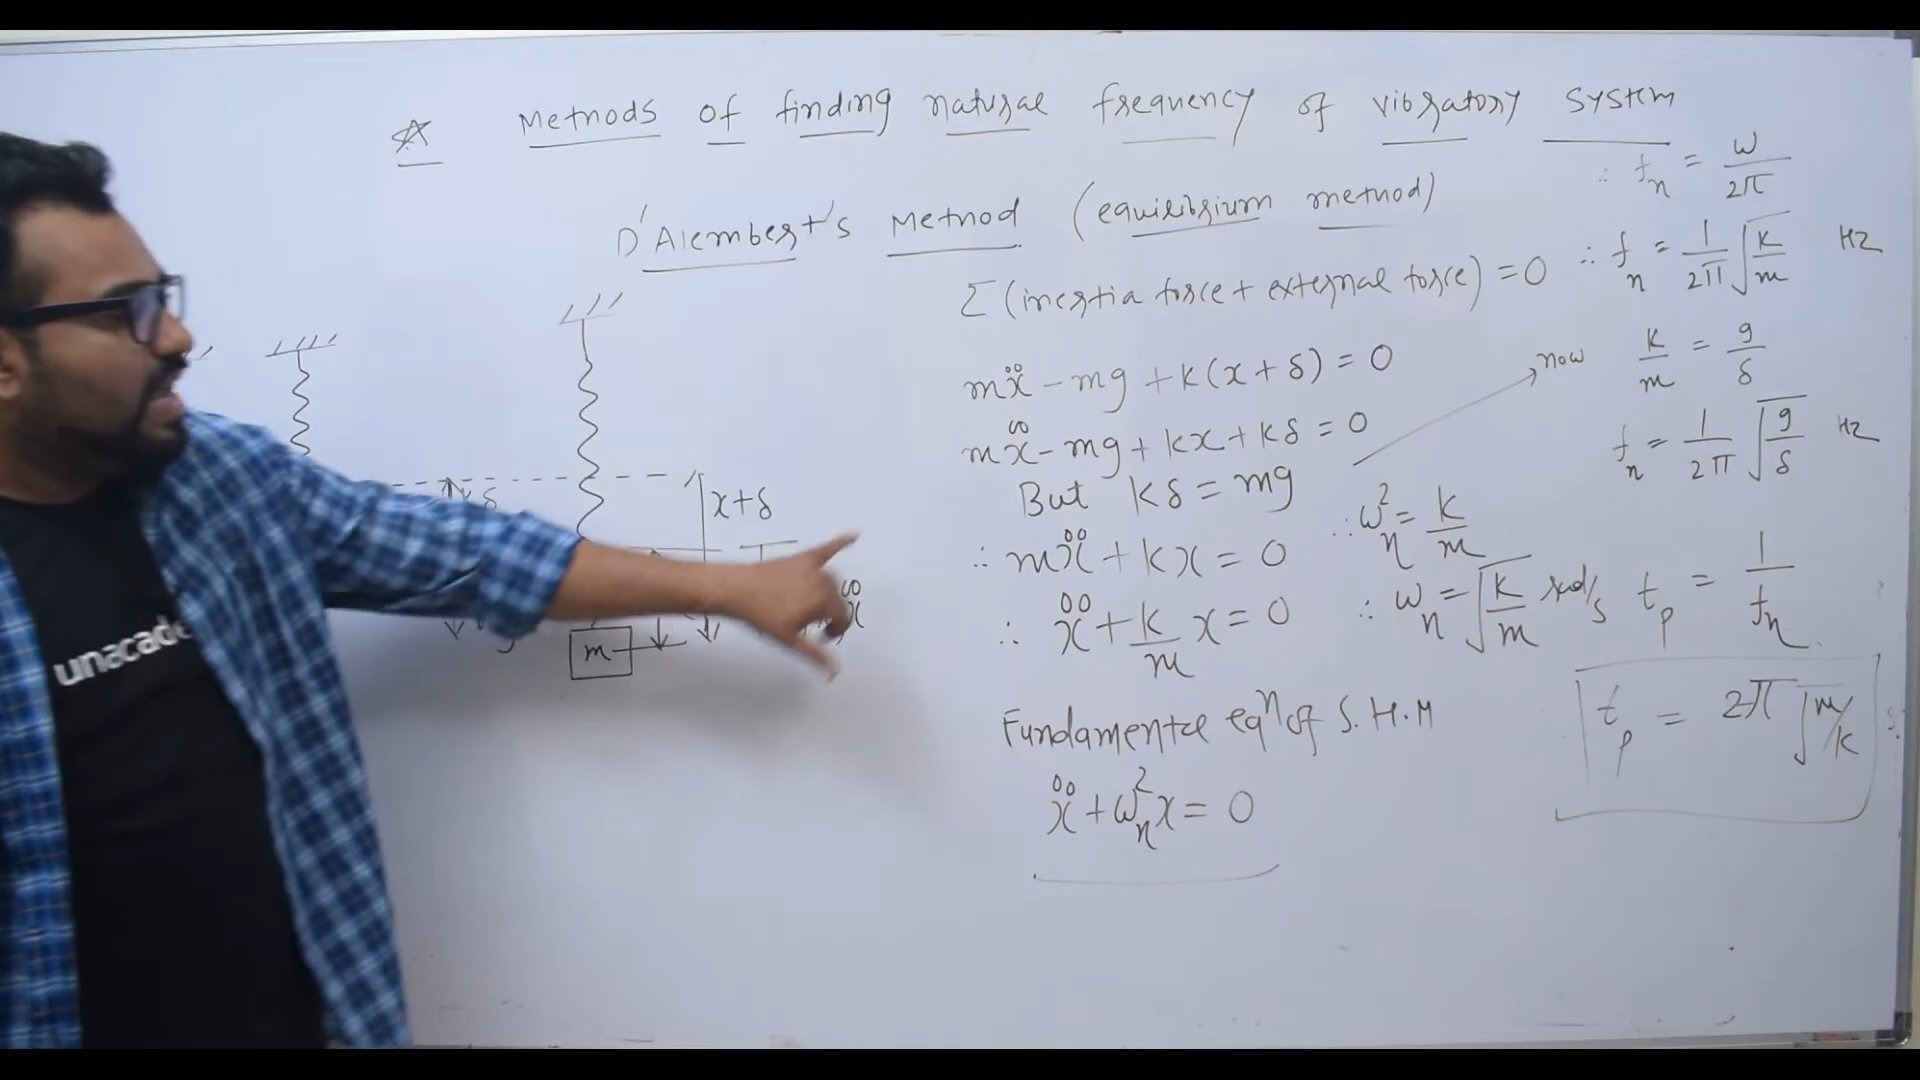 ☆ Methods of finding natural frequency of vibratory system
D'Alembert's Method (equilibrium method)
Σ (inertia force + external force) = 0
mẍ - mg + k(x + δ) = 0
mẍ - mg + kx + kδ = 0
But kδ = mg
∴ mẍ + kx = 0
∴ ẍ + k/m x = 0
Fundamental eqⁿ of S.H.M
ẍ + ωₙ² x = 0
∴ ωₙ² = k/m
∴ ωₙ = √(k/m) rad/s
∴ fₙ = ω/2π
∴ fₙ = 1/2π √(k/m) Hz
now k/m = g/δ
fₙ = 1/2π √(g/δ) Hz
tₚ = 1/fₙ
tₚ = 2π √(m/k) s.
δ
x + δ
m
ẍ
unacade